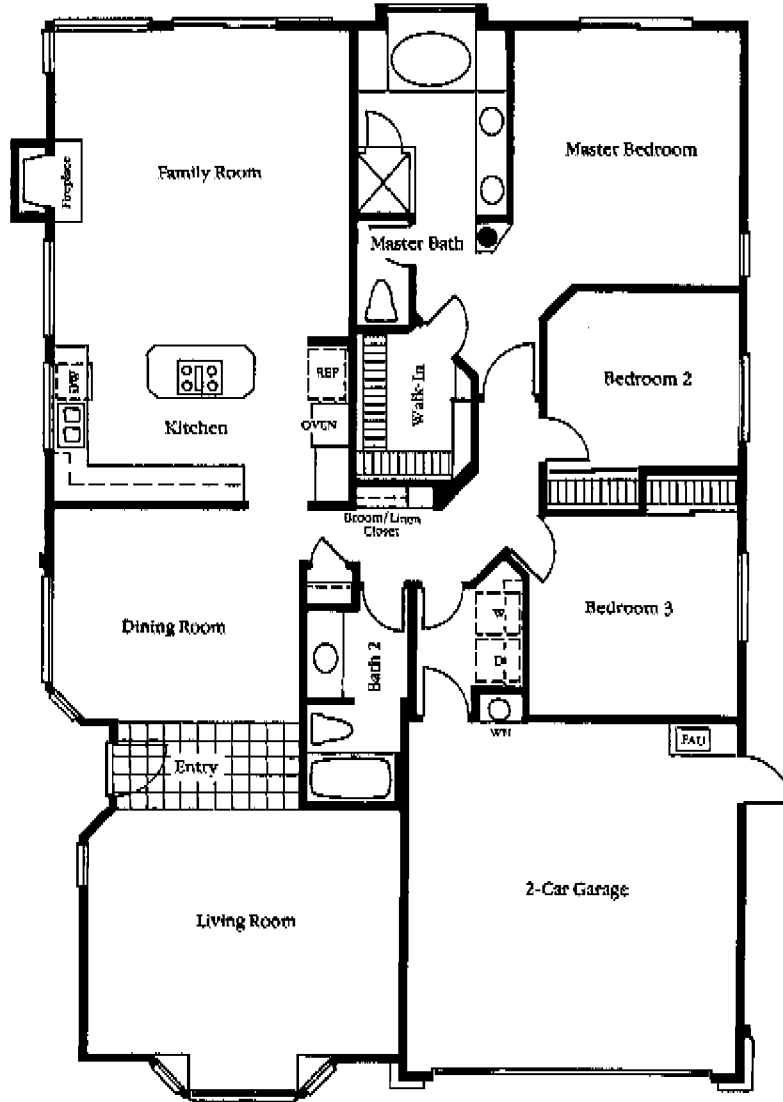 Family Room
Master Bedroom
Fireplace
Master Bath
REF
Bedroom 2
DW
Walk-In
Kitchen
OVEN
Broom/Linen
Closet
Dining Room
Bath 2
W
D
Bedroom 3
WH
FAU
Entry
2-Car Garage
Living Room